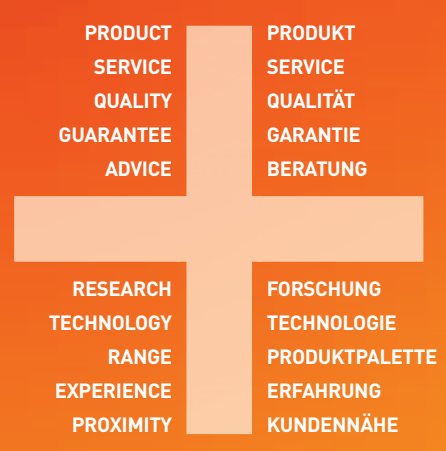 PRODUCT
SERVICE
QUALITY
GUARANTEE
ADVICE
PRODUKT
SERVICE
QUALITÄT
GARANTIE
BERATUNG
RESEARCH
TECHNOLOGY
RANGE
EXPERIENCE
PROXIMITY
FORSCHUNG
TECHNOLOGIE
PRODUKTPALETTE
ERFAHRUNG
KUNDENNÄHE